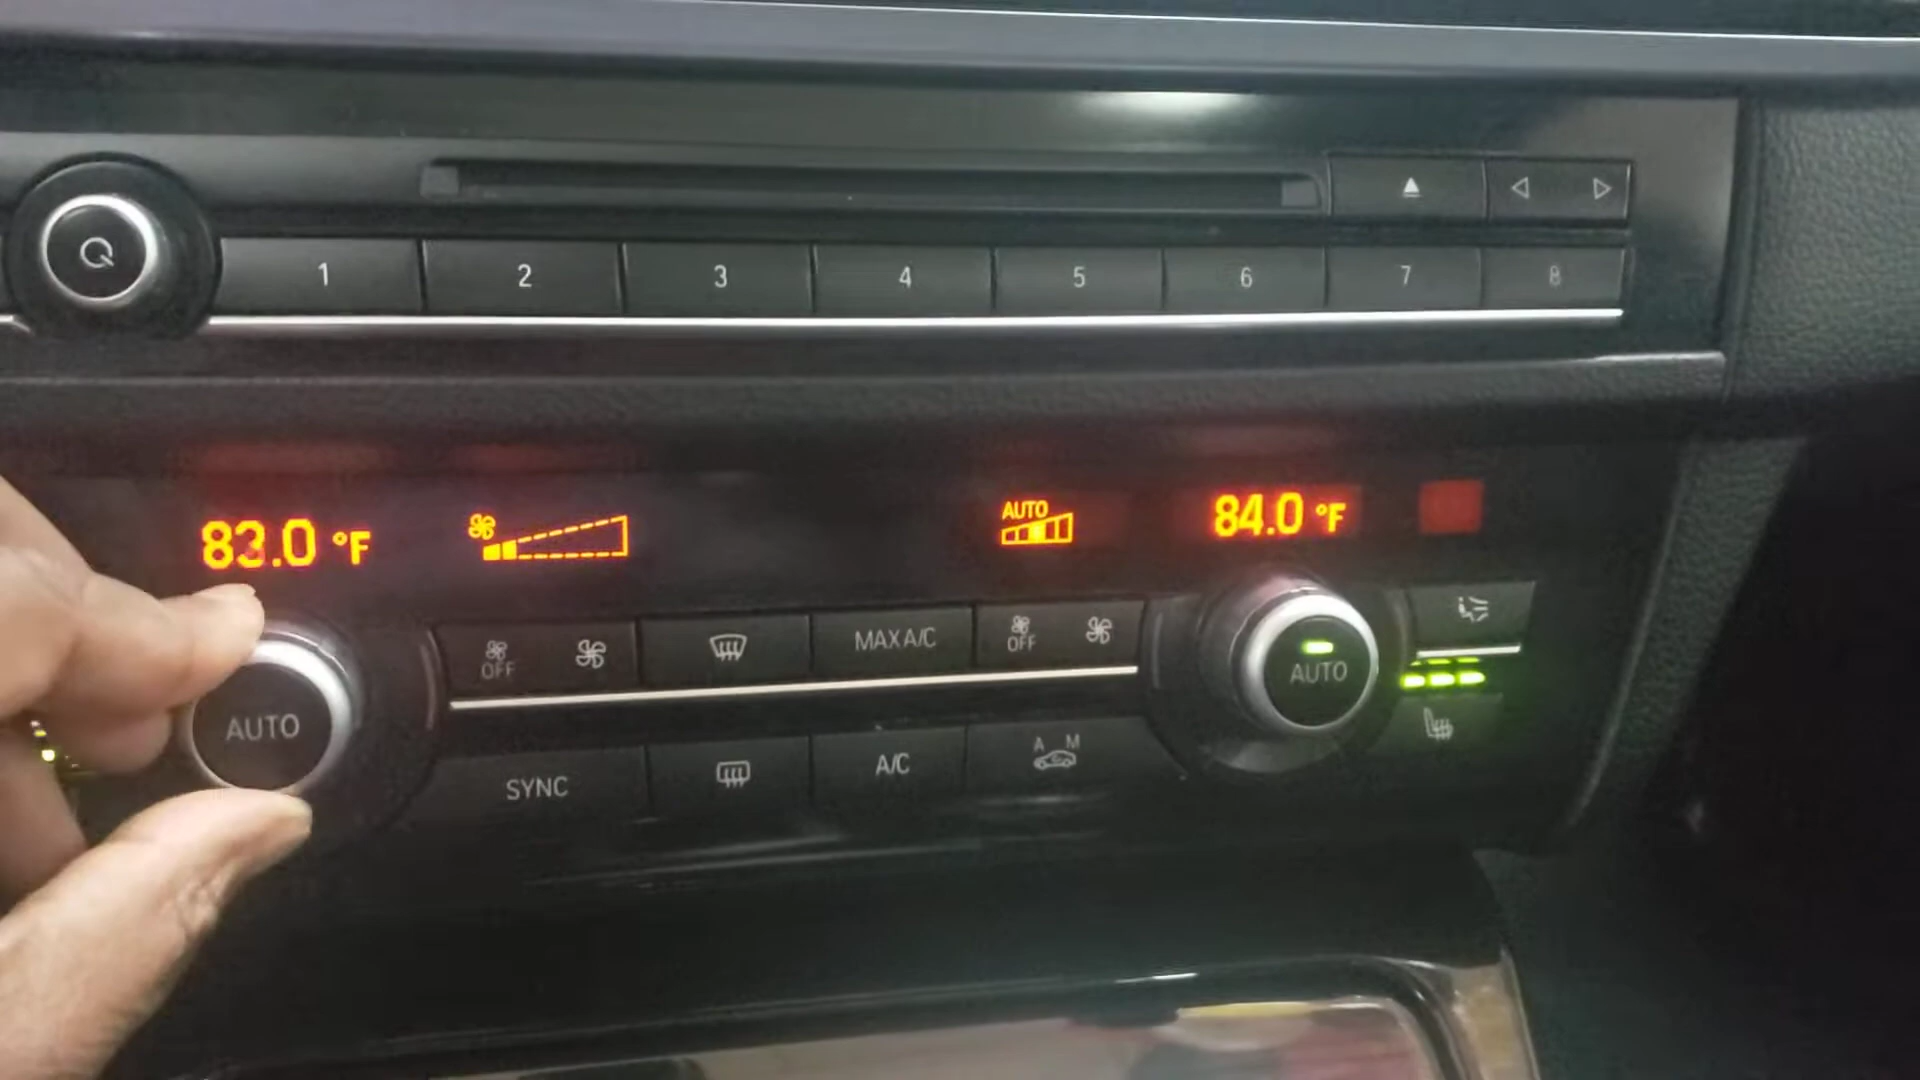 1 2 3 4 5 6 7 8
83.0 °F
AUTO
84.0 °F
OFF
MAX A/C
OFF
AUTO
AUTO
SYNC
A/C
A M